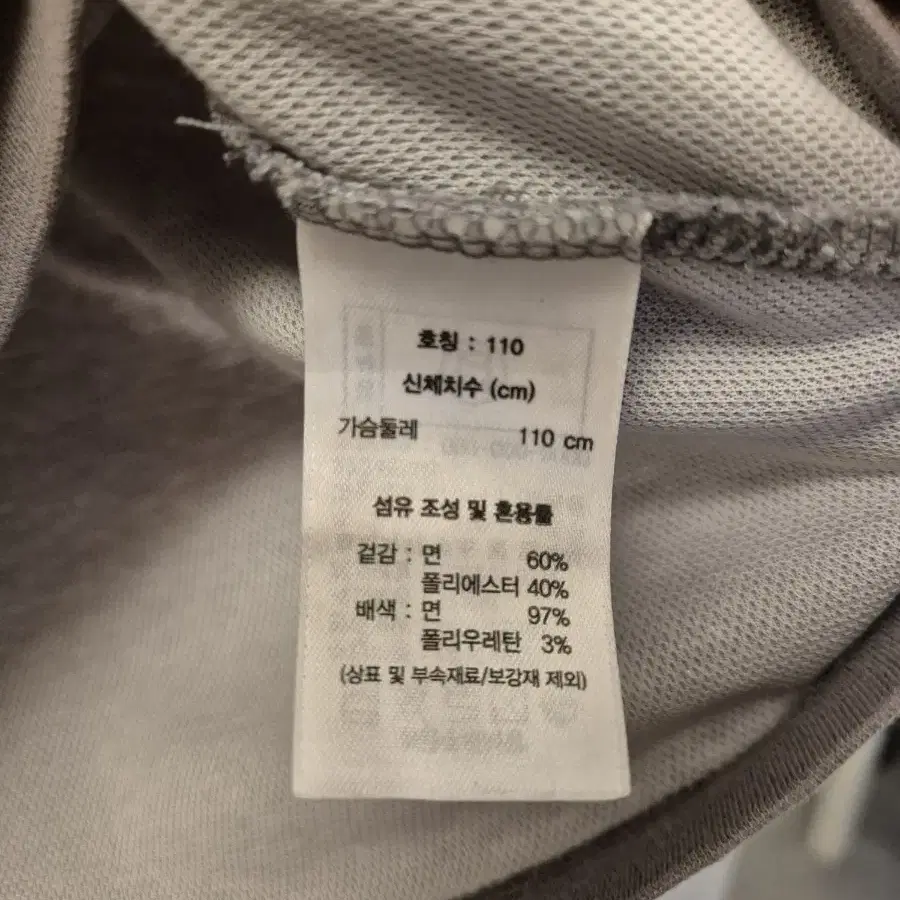 호칭 : 110
신체치수 (cm)
가슴둘레 110 cm
섬유 조성 및 혼용률
겉감 : 면 60%
폴리에스터 40%
배색 : 면 97%
폴리우레탄 3%
(상표 및 부속재료/보강재 제외)